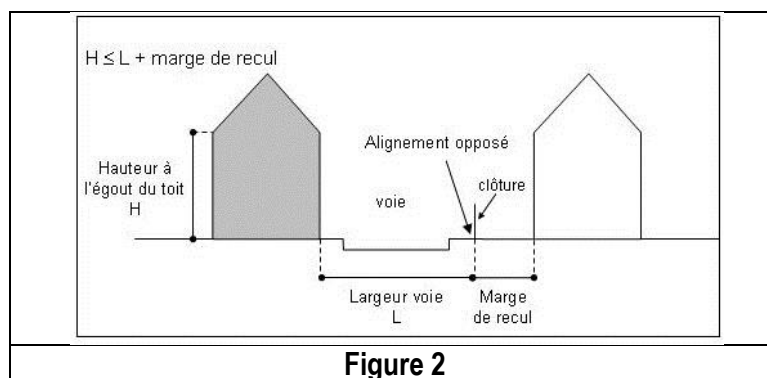 H ≤ L + marge de recul
Hauteur à
l'égout du toit
H
Alignement opposé
clôture
voie
Largeur voie
L
Marge
de recul
Figure 2